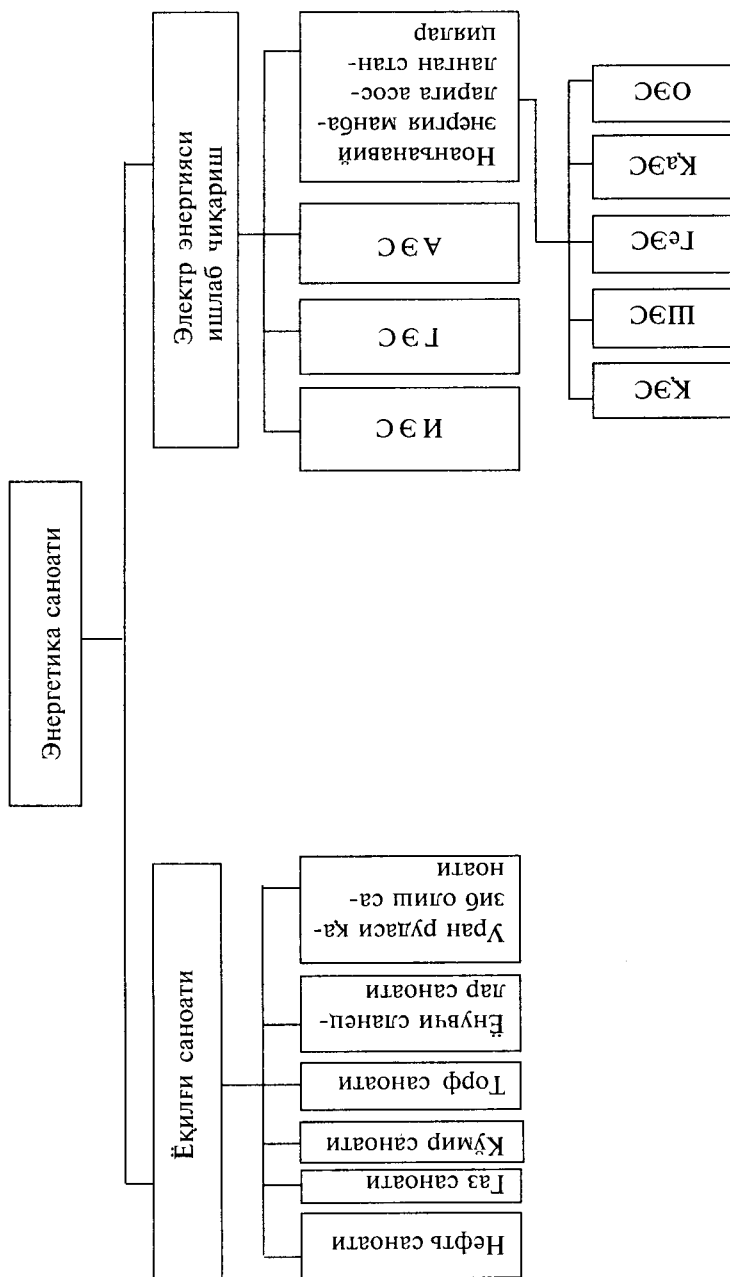 Энергетика саноати
Ёқилғи саноати
Электр энергияси
ишлаб чиқариш
Нефть саноати
Газ саноати
Кўмир саноати
Торф саноати
Ёнувчи сланец-
лар саноати
Уран рудаси қа-
зиб олиш са-
ноати
ИЭС
ГЭС
АЭС
Ноанъанавий
энергия манба-
ларига асос-
ланган стан-
циялар
ҚЭС
ШЭС
ГеЭС
ҚаЭС
ОЭС